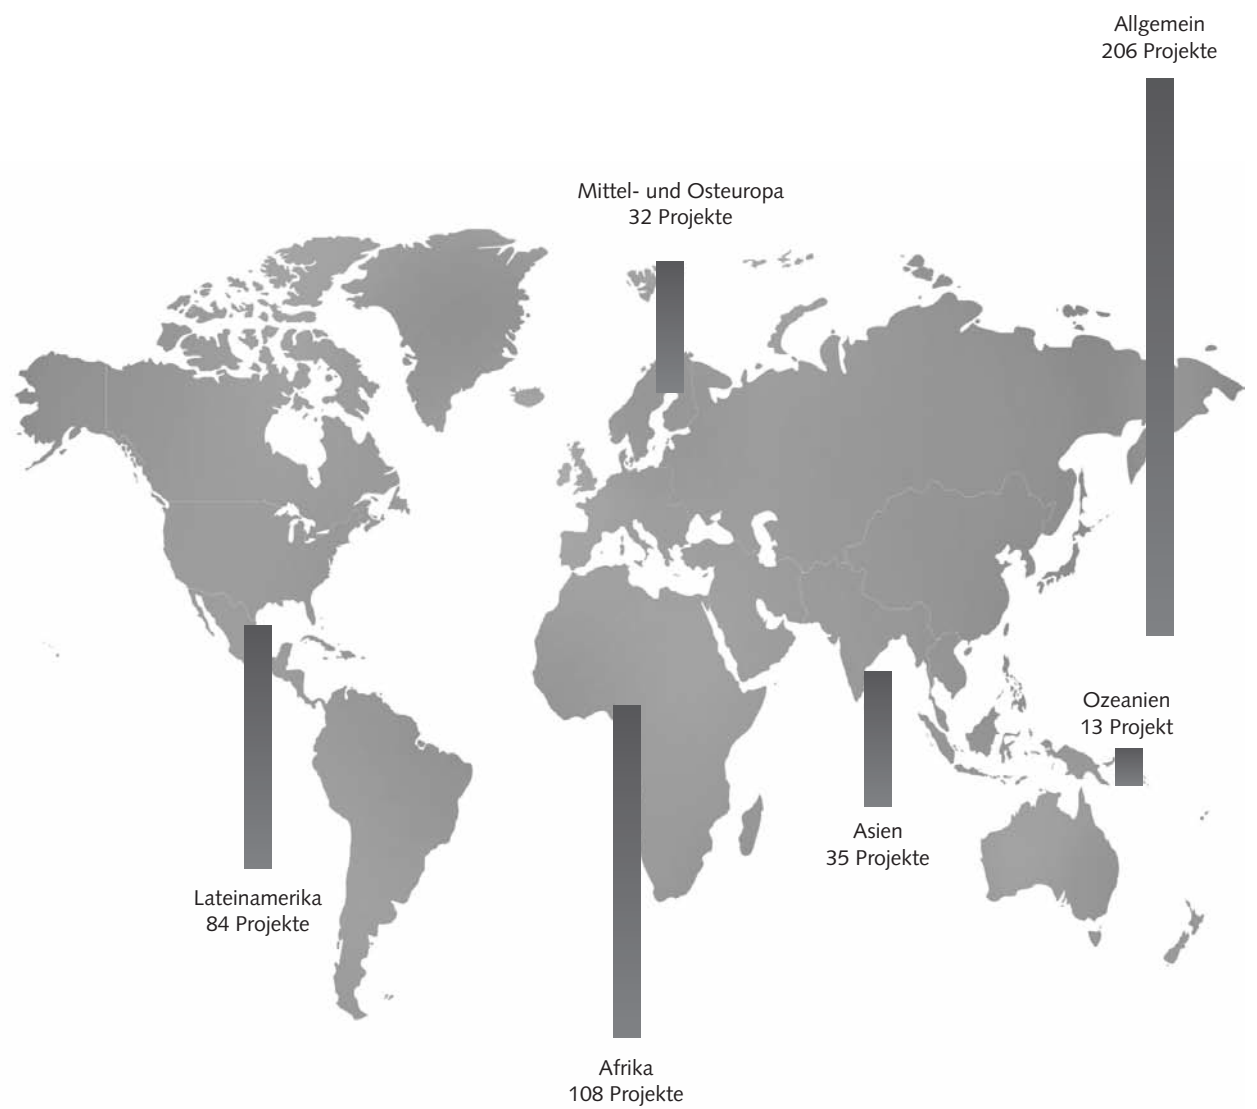 Allgemein
206 Projekte
Mittel- und Osteuropa
32 Projekte
Ozeanien
13 Projekt
Asien
35 Projekte
Lateinamerika
84 Projekte
Afrika
108 Projekte